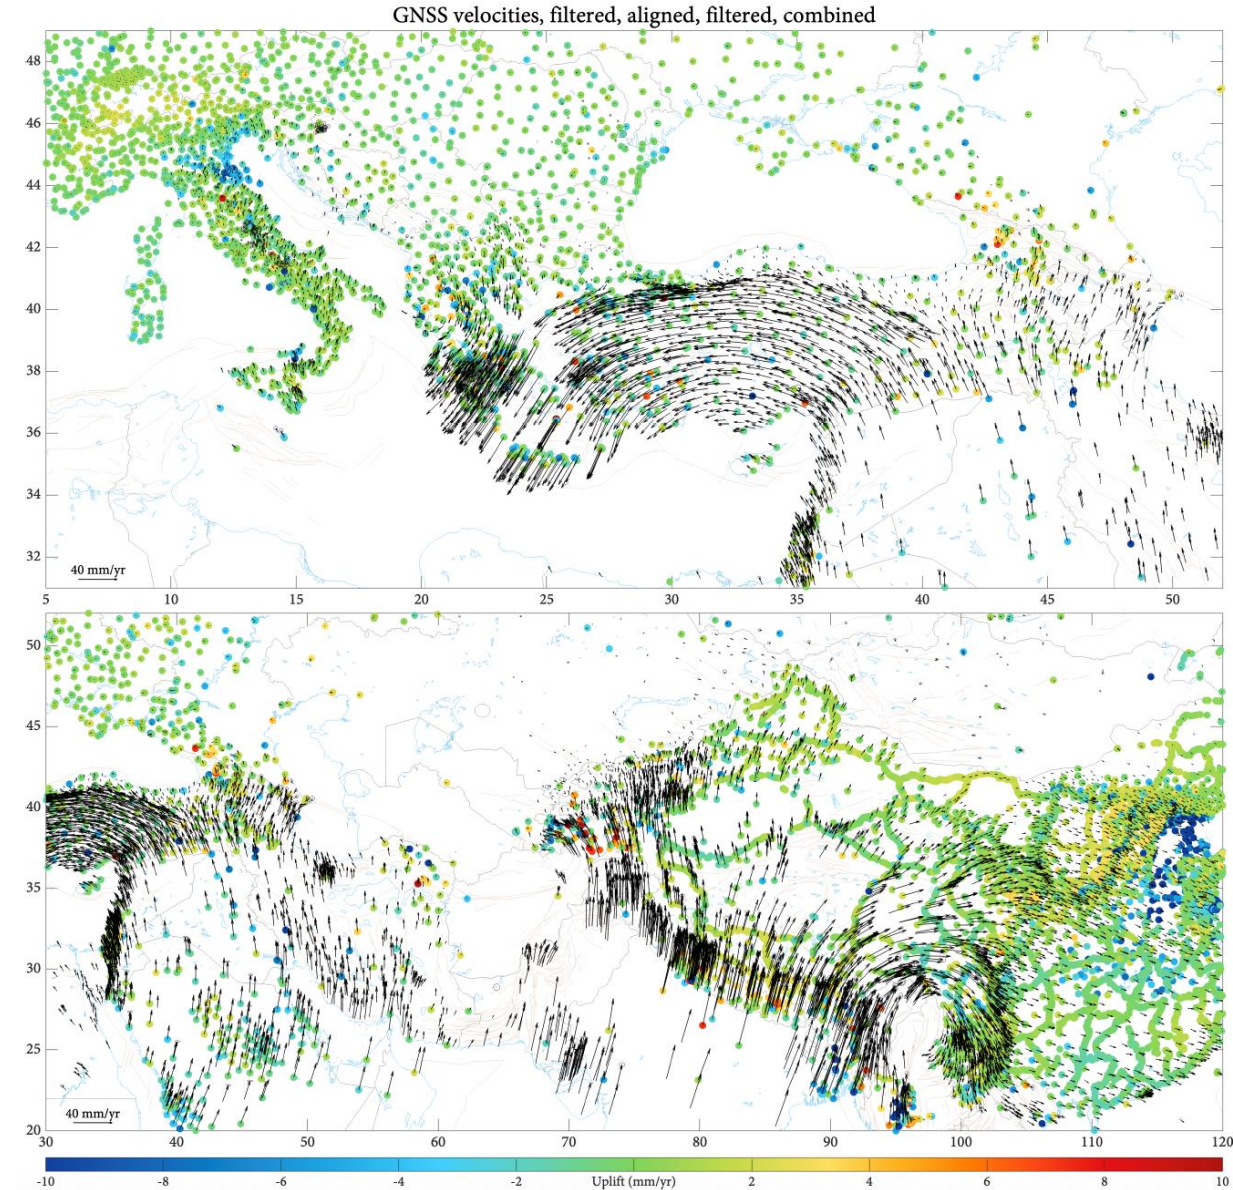 GNSS velocities, filtered, aligned, filtered, combined
48
46
44
42
40
38
36
34
32
40 mm/yr
5 10 15 20 25 30 35 40 45 50
50
45
40
35
30
25
20
40 mm/yr
30 40 50 60 70 80 90 100 110 120
-10 -8 -6 -4 -2 Uplift (mm/yr) 2 4 6 8 10